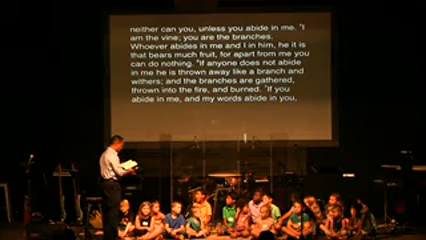 neither can you, unless you abide in me. ⁵I
am the vine; you are the branches.
Whoever abides in me and I in him, he it is
that bears much fruit, for apart from me you
can do nothing. ⁶If anyone does not abide
in me he is thrown away like a branch and
withers; and the branches are gathered,
thrown into the fire, and burned. ⁷If you
abide in me, and my words abide in you,